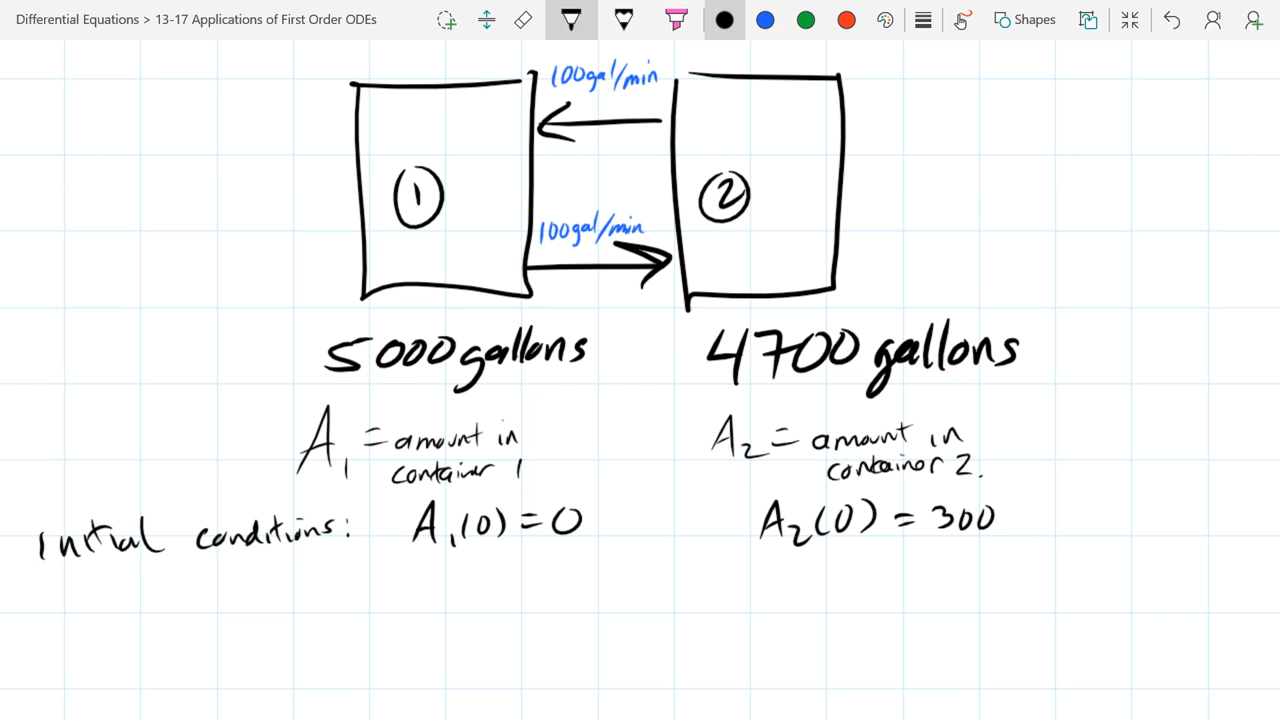 Differential Equations > 13-17 Applications of First Order ODEs
Shapes
100gal/min
① ②
100gal/min
5000 gallons 4700 gallons
A₁ = amount in A₂ = amount in
container 1 container 2.
Initial conditions: A₁(0) = 0 A₂(0) = 300